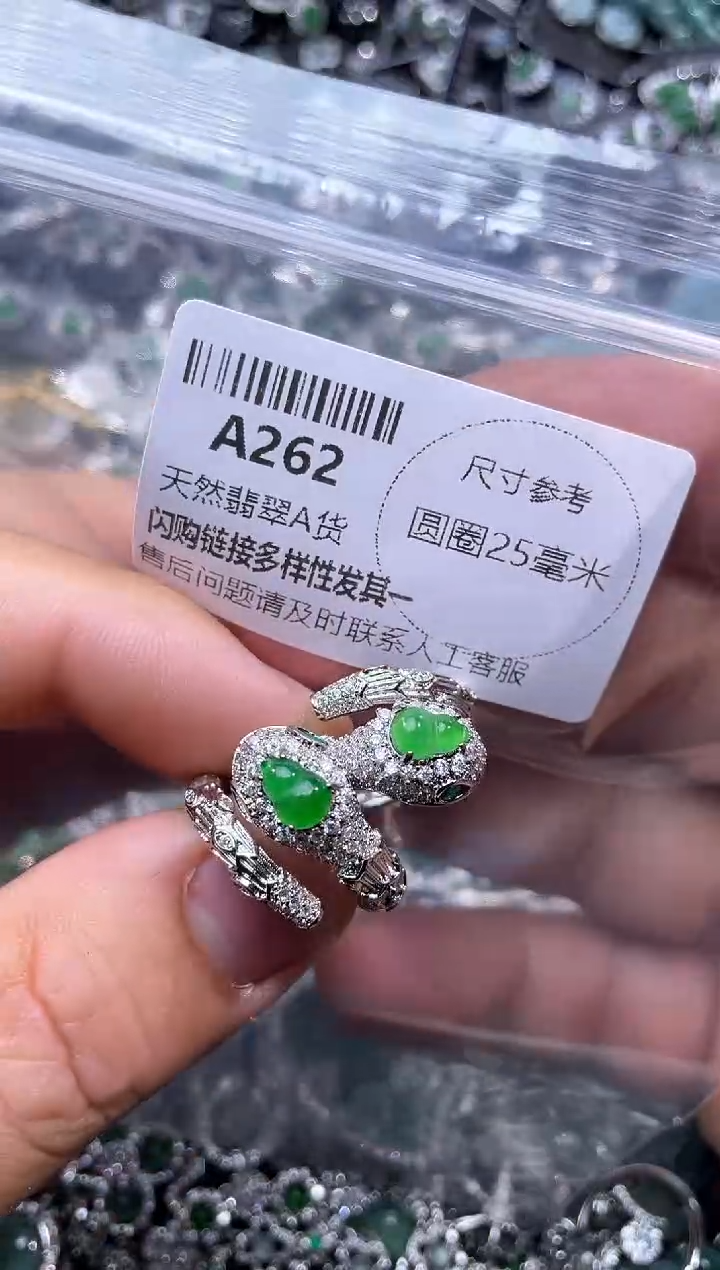 A262
天然翡翠A货
闪购链接多样性发其一
售后问题请及时联系人工客服
尺寸参考
圆圈25毫米